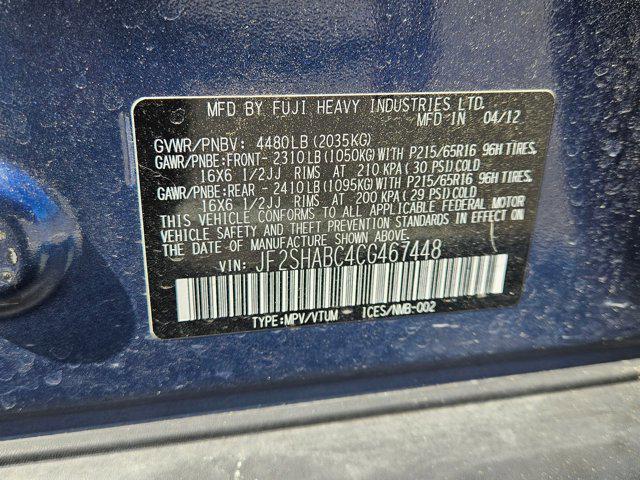 MFD BY FUJI HEAVY INDUSTRIES LTD.
MFD IN 04/12
GVWR/PNBV: 4480LB (2035KG)
GAWR/PNBE:FRONT- 2310LB(1050KG)WITH P215/65R16 96H TIRES,
16X6 1/2JJ RIMS AT 210 KPA(30 PSI)COLD
GAWR/PNBE:REAR - 2410LB(1095KG)WITH P215/65R16 96H TIRES,
16X6 1/2JJ RIMS AT 200 KPA(29 PSI)COLD
THIS VEHICLE CONFORMS TO ALL APPLICABLE FEDERAL MOTOR
VEHICLE SAFETY AND THEFT PREVENTION STANDARDS IN EFFECT ON
THE DATE OF MANUFACTURE SHOWN ABOVE.
VIN: JF2SHABC4CG467448
TYPE:MPV/VTUM ICES/NMB-002